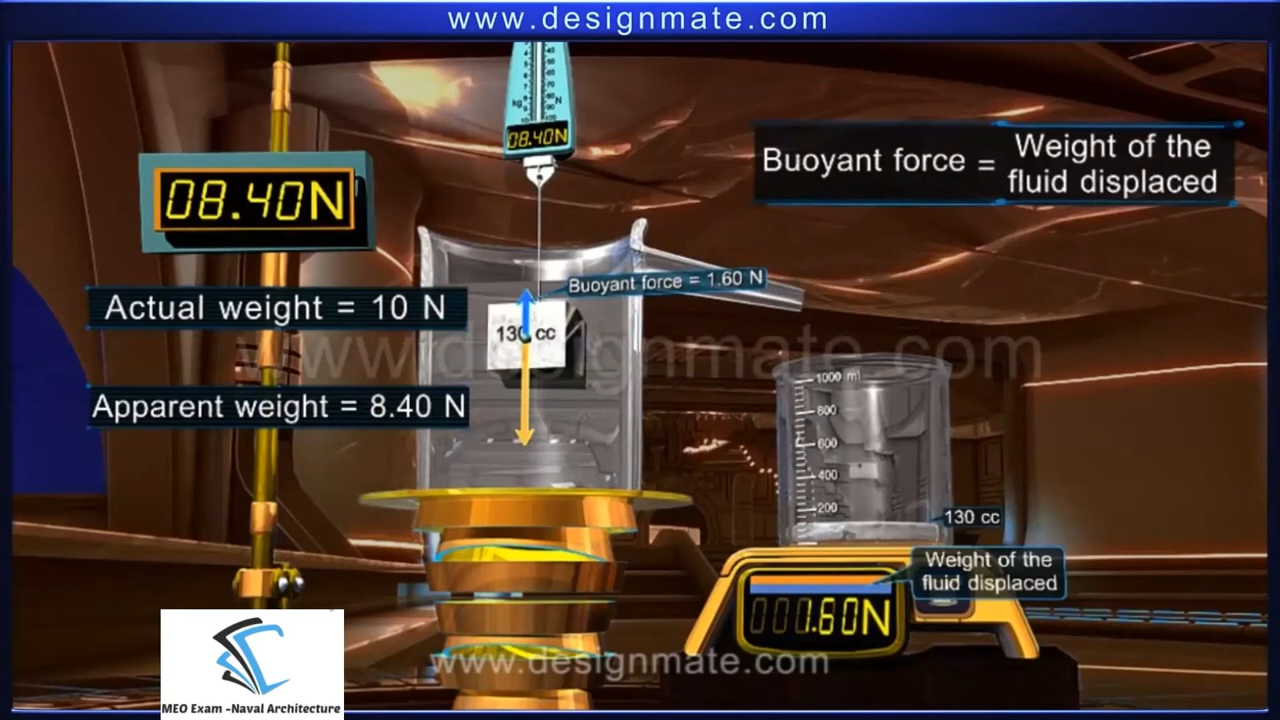 www.designmate.com
08.40N
Buoyant force =
Weight of the
fluid displaced
08.40N
Buoyant force = 1.60 N
Actual weight = 10 N
130 cc
www.designmate.com
Apparent weight = 8.40 N
1000 ml
800
600
400
200
130 cc
Weight of the
fluid displaced
0001.60N
www.designmate.com
MEO Exam -Naval Architecture